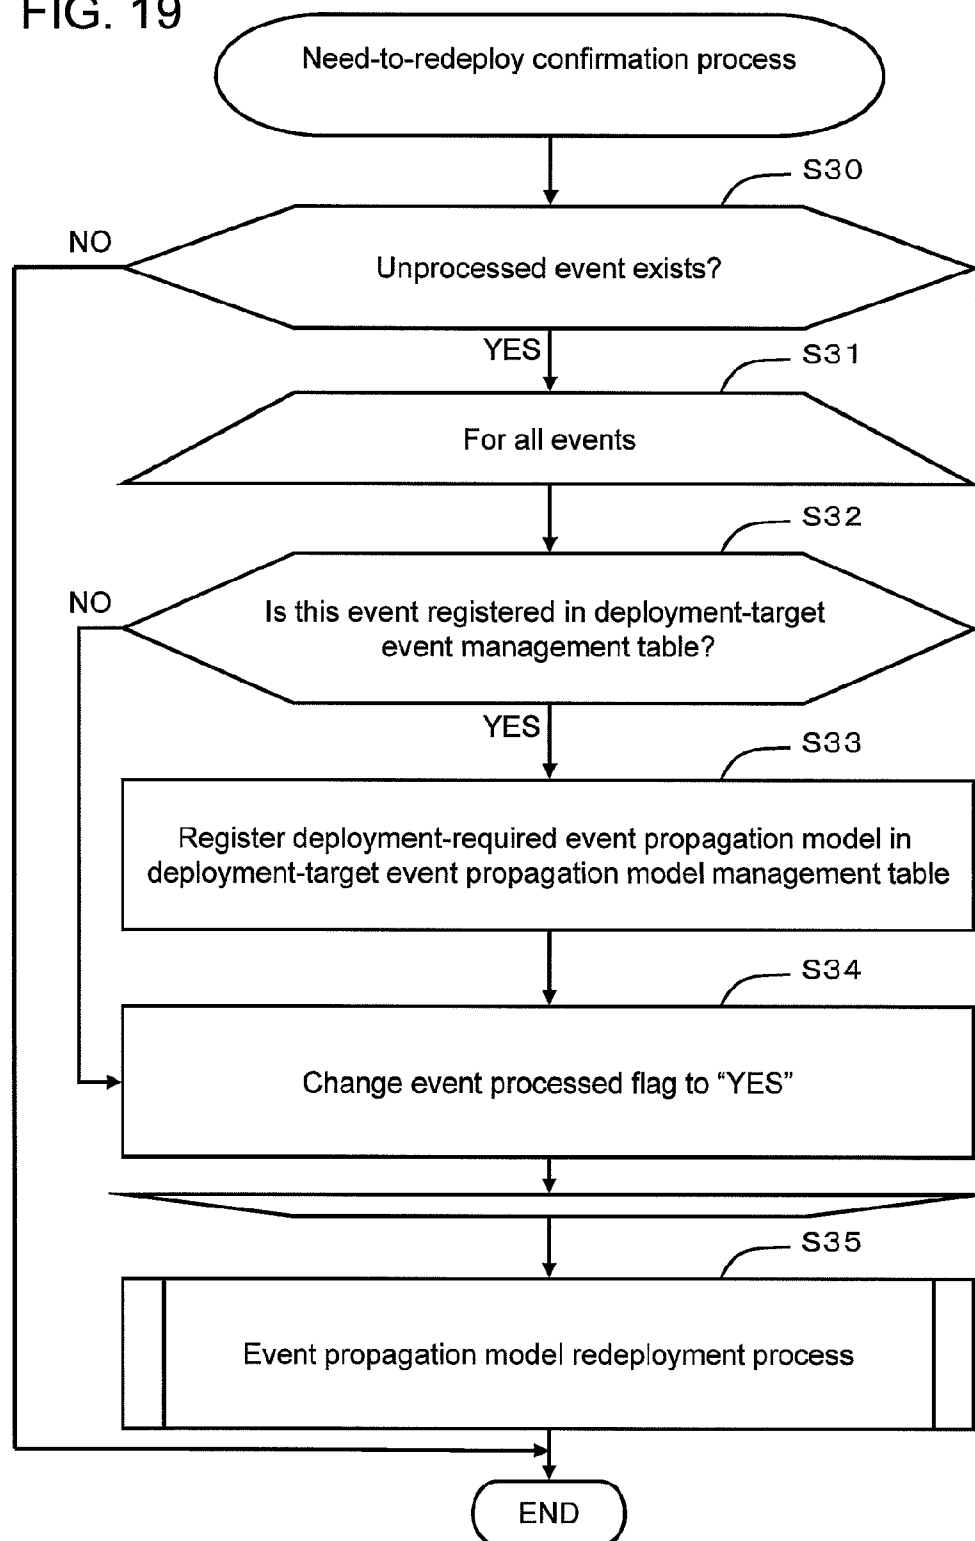 FIG. 19
Need-to-redeploy confirmation process
S30
NO
Unprocessed event exists?
YES
S31
For all events
S32
NO
Is this event registered in deployment-target
event management table?
YES
S33
Register deployment-required event propagation model in
deployment-target event propagation model management table
S34
Change event processed flag to “YES”
S35
Event propagation model redeployment process
END